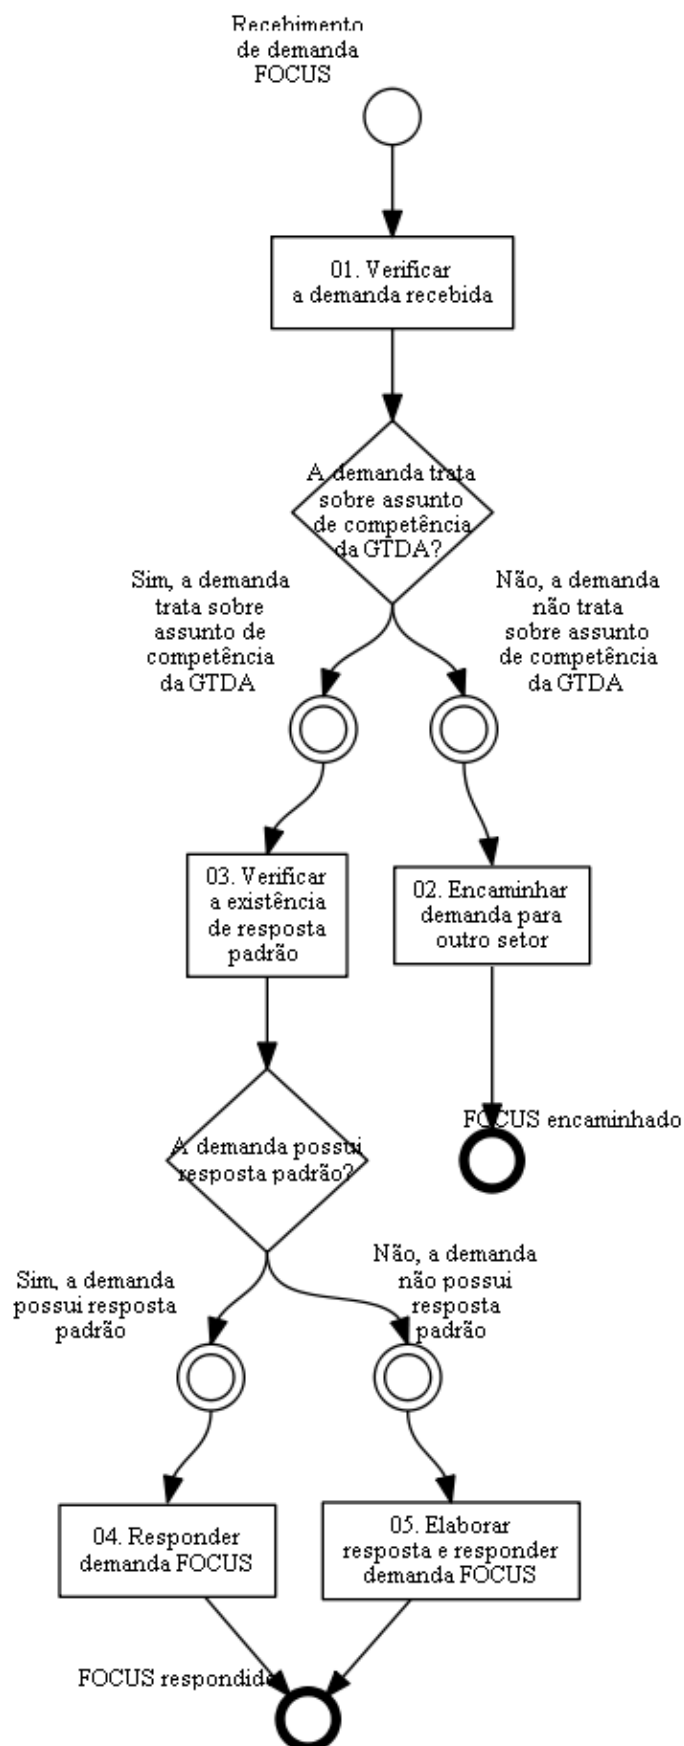 Recebimento
de demanda
FOCUS
01. Verificar
a demanda recebida
A demanda trata
sobre assunto
de competência
da GTDA?
Sim, a demanda
trata sobre
assunto de
competência
da GTDA
Não, a demanda
não trata
sobre assunto
de competência
da GTDA
03. Verificar
a existência
de resposta
padrão
02. Encaminhar
demanda para
outro setor
FOCUS encaminhado
A demanda possui
resposta padrão?
Sim, a demanda
possui resposta
padrão
Não, a demanda
não possui
resposta
padrão
04. Responder
demanda FOCUS
05. Elaborar
resposta e responder
demanda FOCUS
FOCUS respondido